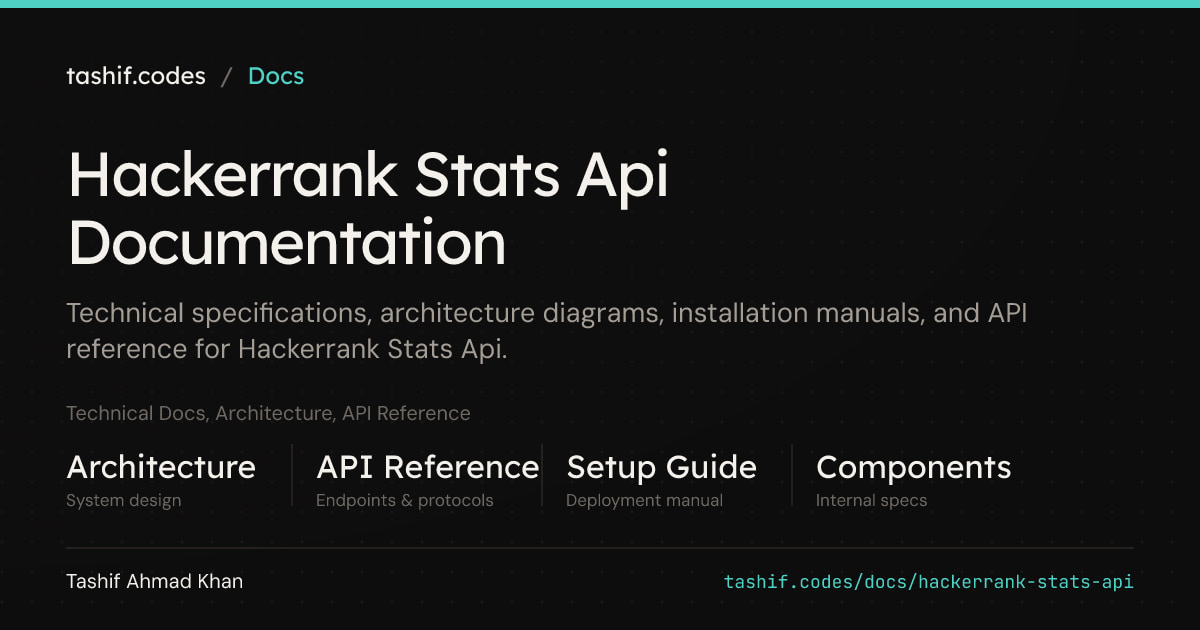 tashif.codes / Docs
Hackerrank Stats Api
Documentation
Technical specifications, architecture diagrams, installation manuals, and API
reference for Hackerrank Stats Api.
Technical Docs, Architecture, API Reference
Architecture
System design
API Reference
Endpoints & protocols
Setup Guide
Deployment manual
Components
Internal specs
Tashif Ahmad Khan
tashif.codes/docs/hackerrank-stats-api